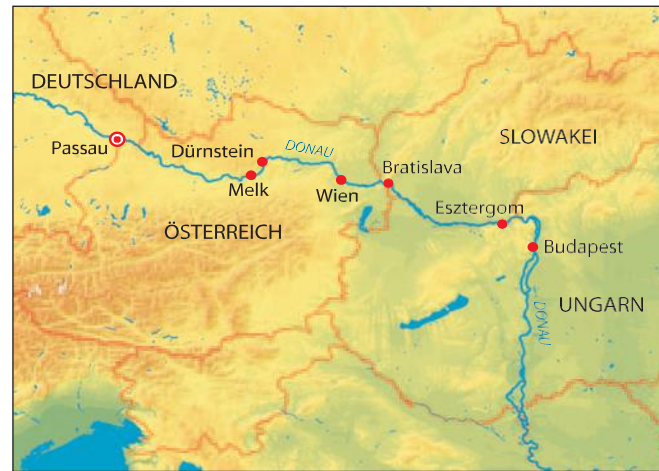 DEUTSCHLAND
SLOWAKEI
Passau
Dürnstein
DONAU
Melk
Wien
Bratislava
Esztergom
ÖSTERREICH
Budapest
UNGARN
DONAU